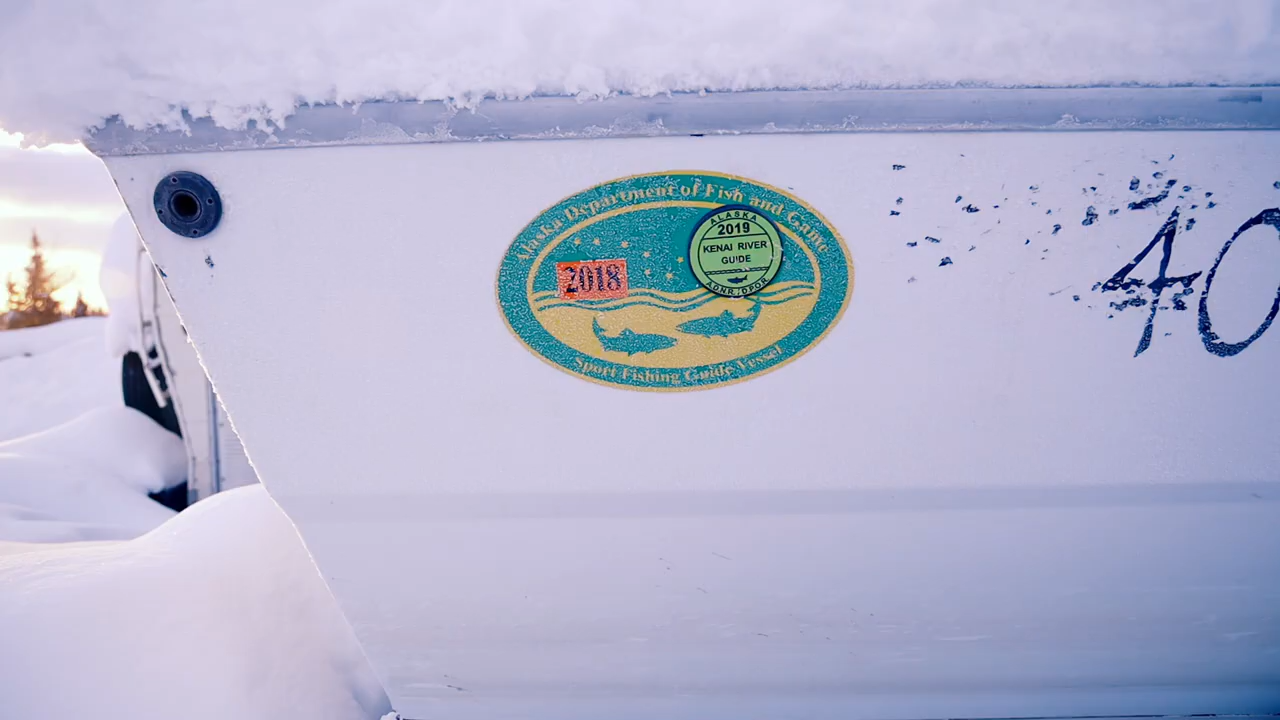 Alaska Department of Fish and Game
ALASKA
2019
KENAI RIVER
GUIDE
ADNR/DPOR
2018
Sport Fishing Guide Vessel
40